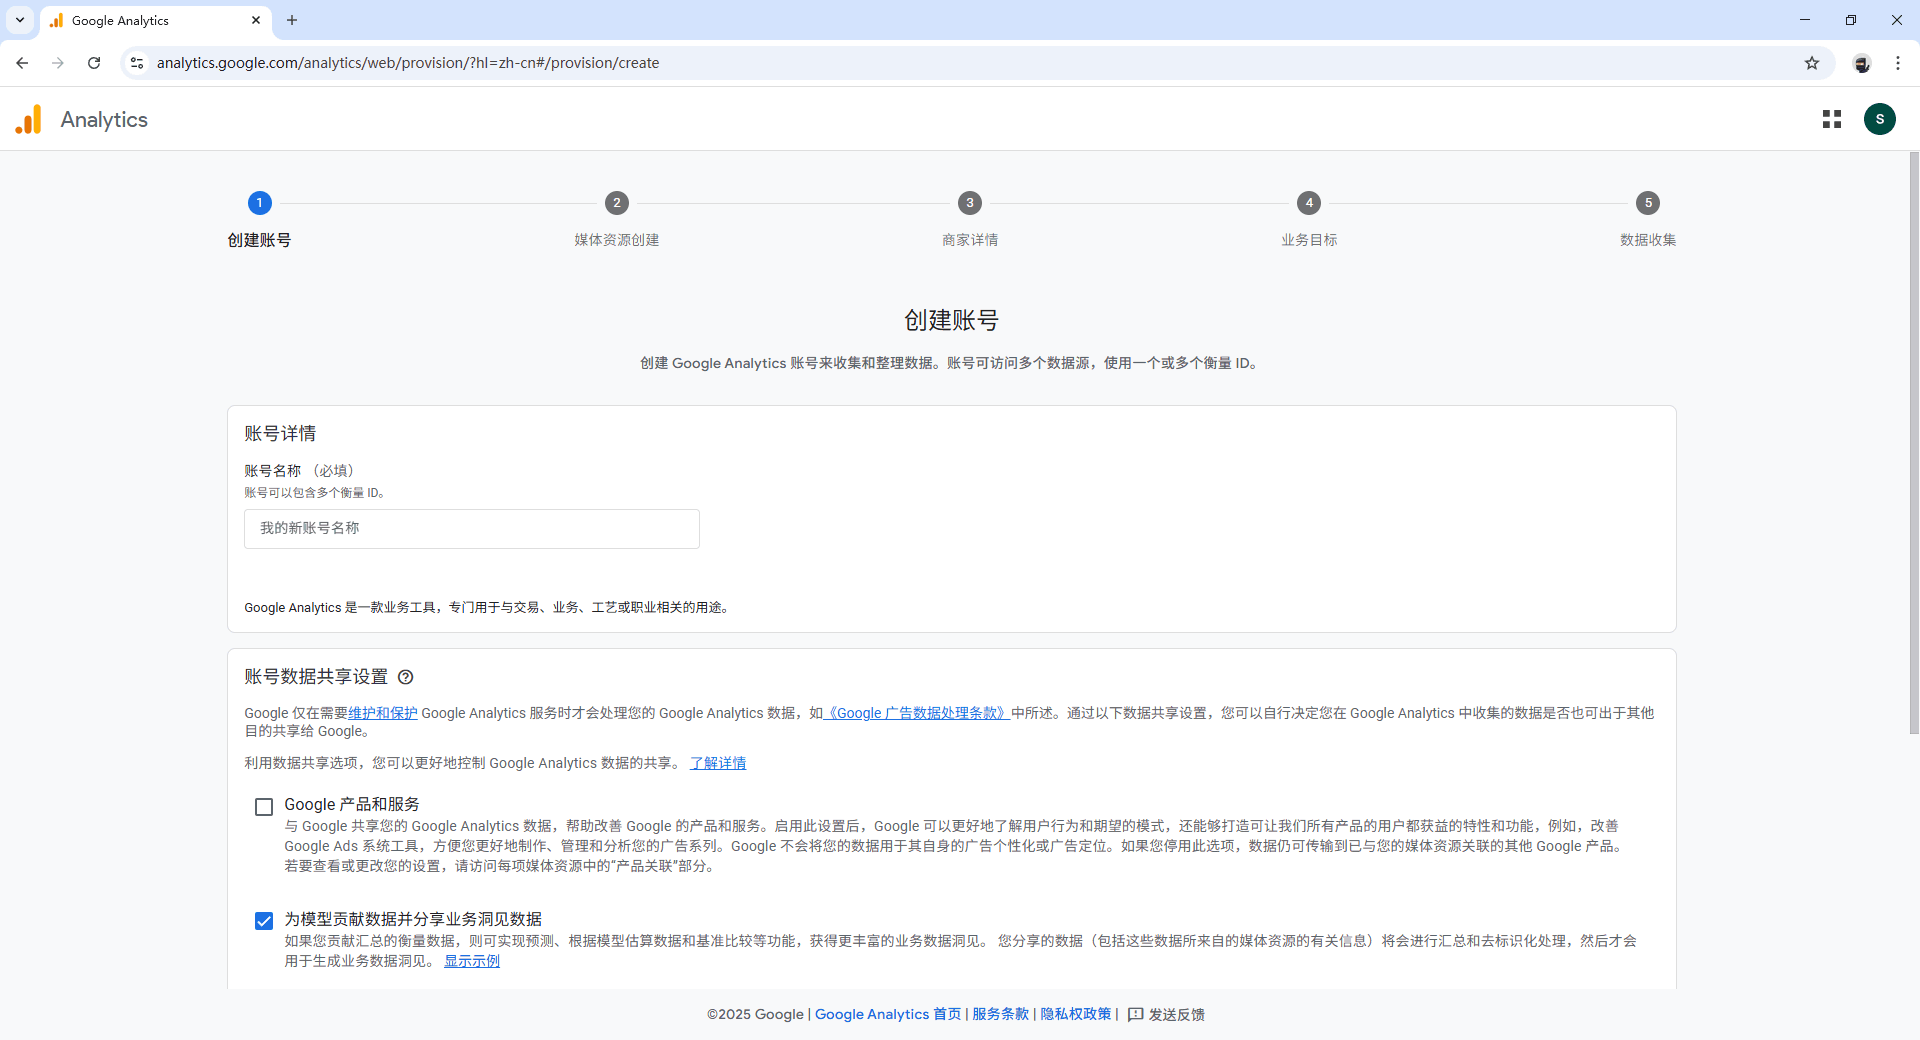 Google Analytics
analytics.google.com/analytics/web/provision/?hl=zh-cn#/provision/create
Analytics
S
1
2
3
4
5
创建账号
媒体资源创建
商家详情
业务目标
数据收集
创建账号
创建 Google Analytics 账号来收集和整理数据。账号可访问多个数据源，使用一个或多个衡量 ID。
账号详情
账号名称 （必填）
账号可以包含多个衡量 ID。
我的新账号名称
Google Analytics 是一款业务工具，专门用于与交易、业务、工艺或职业相关的用途。
账号数据共享设置
Google 仅在需要维护和保护 Google Analytics 服务时才会处理您的 Google Analytics 数据，如《Google 广告数据处理条款》中所述。通过以下数据共享设置，您可以自行决定您在 Google Analytics 中收集的数据是否也可出于其他
目的共享给 Google。
利用数据共享选项，您可以更好地控制 Google Analytics 数据的共享。 了解详情
Google 产品和服务
与 Google 共享您的 Google Analytics 数据，帮助改善 Google 的产品和服务。启用此设置后，Google 可以更好地了解用户行为和期望的模式，还能够打造可让我们所有产品的用户都获益的特性和功能，例如，改善
Google Ads 系统工具，方便您更好地制作、管理和分析您的广告系列。Google 不会将您的数据用于其自身的广告个性化或广告定位。如果您停用此选项，数据仍可传输到已与您的媒体资源关联的其他 Google 产品。
若要查看或更改您的设置，请访问每项媒体资源中的“产品关联”部分。
为模型贡献数据并分享业务洞见数据
如果您贡献汇总的衡量数据，则可实现预测、根据模型估算数据和基准比较等功能，获得更丰富的业务数据洞见。 您分享的数据（包括这些数据所来自的媒体资源的有关信息）将会进行汇总和去标识化处理，然后才会
用于生成业务数据洞见。 显示示例
©2025 Google | Google Analytics 首页 | 服务条款 | 隐私权政策 | 发送反馈